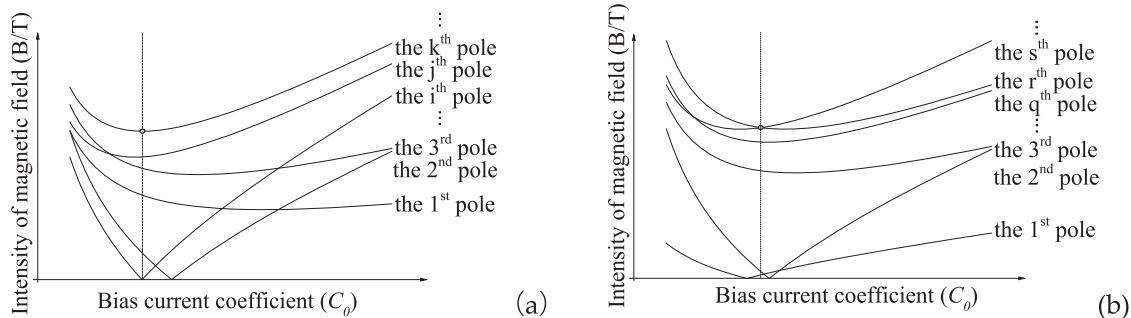 Intensity of magnetic field (B/T)
⋮
the kth pole
the jth pole
the ith pole
⋮
the 3rd pole
the 2nd pole
the 1st pole
Bias current coefficient (C0)
(a)
Intensity of magnetic field (B/T)
⋮
the sth pole
the rth pole
the qth pole
⋮
the 3rd pole
the 2nd pole
the 1st pole
Bias current coefficient (C0)
(b)